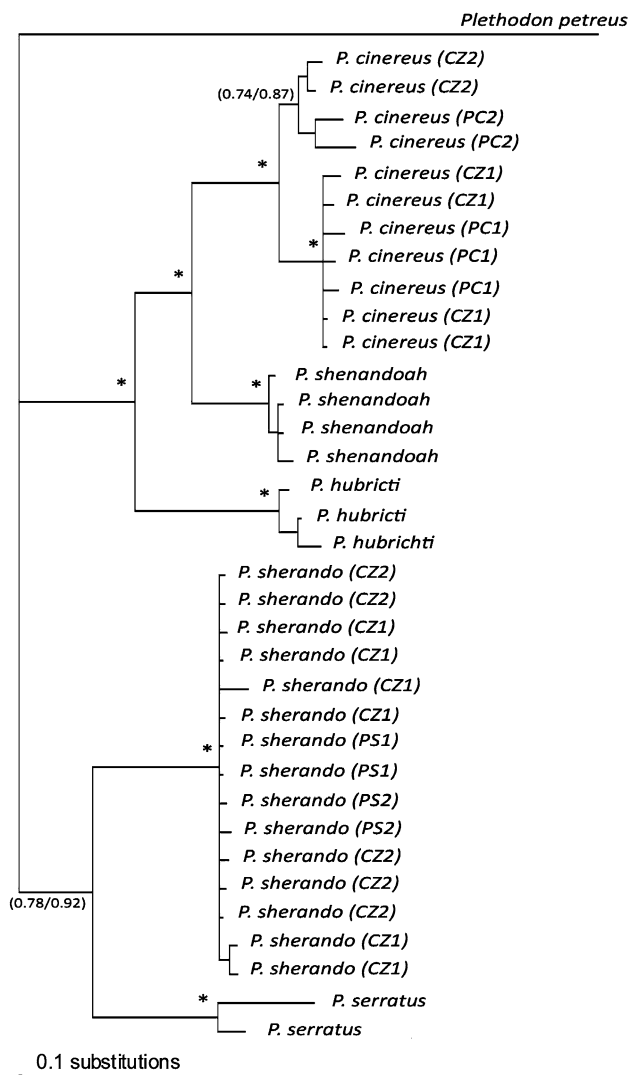 Plethodon petreus
P. cinereus (CZ2)
P. cinereus (CZ2)
(0.74/0.87)
P. cinereus (PC2)
P. cinereus (PC2)
*
P. cinereus (CZ1)
P. cinereus (CZ1)
P. cinereus (PC1)
*
P. cinereus (PC1)
*
P. cinereus (PC1)
P. cinereus (CZ1)
P. cinereus (CZ1)
P. shenandoah
*
*
P. shenandoah
P. shenandoah
P. shenandoah
P. hubricti
*
P. hubricti
P. hubrichti
P. sherando (CZ2)
P. sherando (CZ2)
P. sherando (CZ1)
P. sherando (CZ1)
P. sherando (CZ1)
P. sherando (CZ1)
P. sherando (PS1)
*
P. sherando (PS1)
P. sherando (PS2)
P. sherando (PS2)
P. sherando (CZ2)
P. sherando (CZ2)
(0.78/0.92)
P. sherando (CZ2)
P. sherando (CZ1)
P. sherando (CZ1)
*
P. serratus
P. serratus
0.1 substitutions